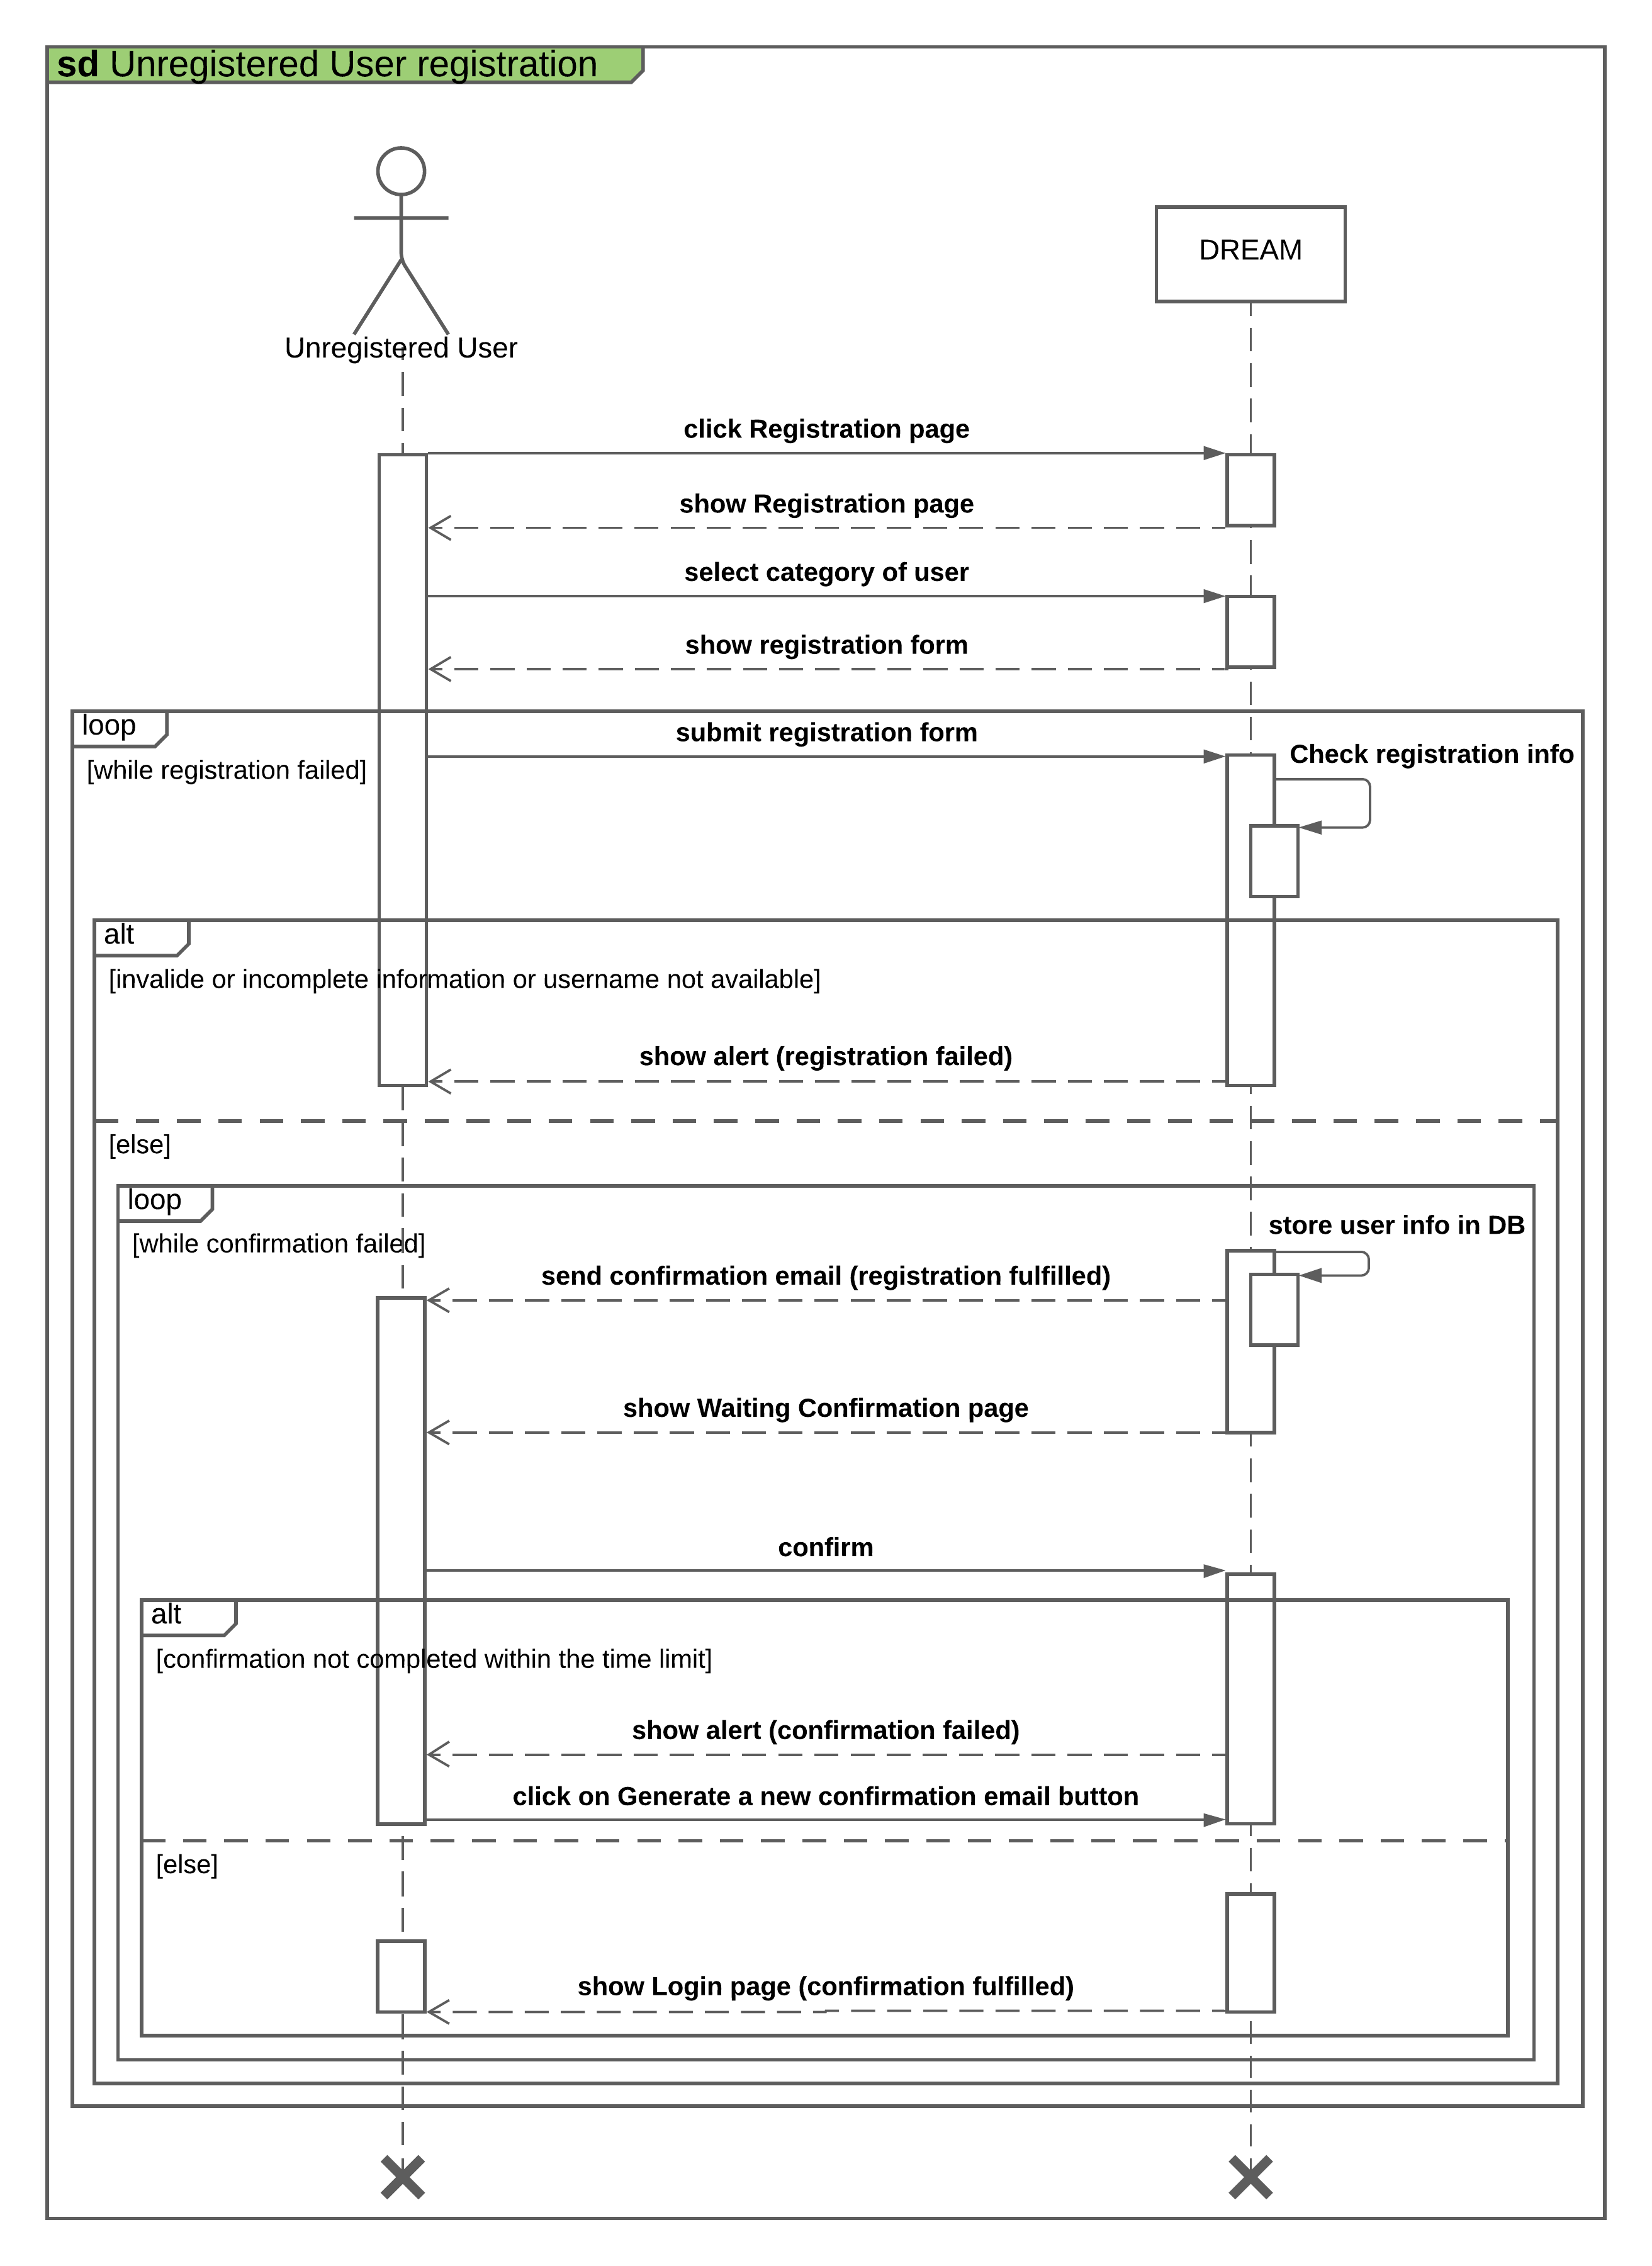 sd Unregistered User registration
DREAM
Unregistered User
click Registration page
show Registration page
select category of user
show registration form
loop
submit registration form
Check registration info
[while registration failed]
alt
[invalide or incomplete information or username not available]
show alert (registration failed)
[else]
loop
store user info in DB
[while confirmation failed]
send confirmation email (registration fulfilled)
show Waiting Confirmation page
confirm
alt
[confirmation not completed within the time limit]
show alert (confirmation failed)
click on Generate a new confirmation email button
[else]
show Login page (confirmation fulfilled)